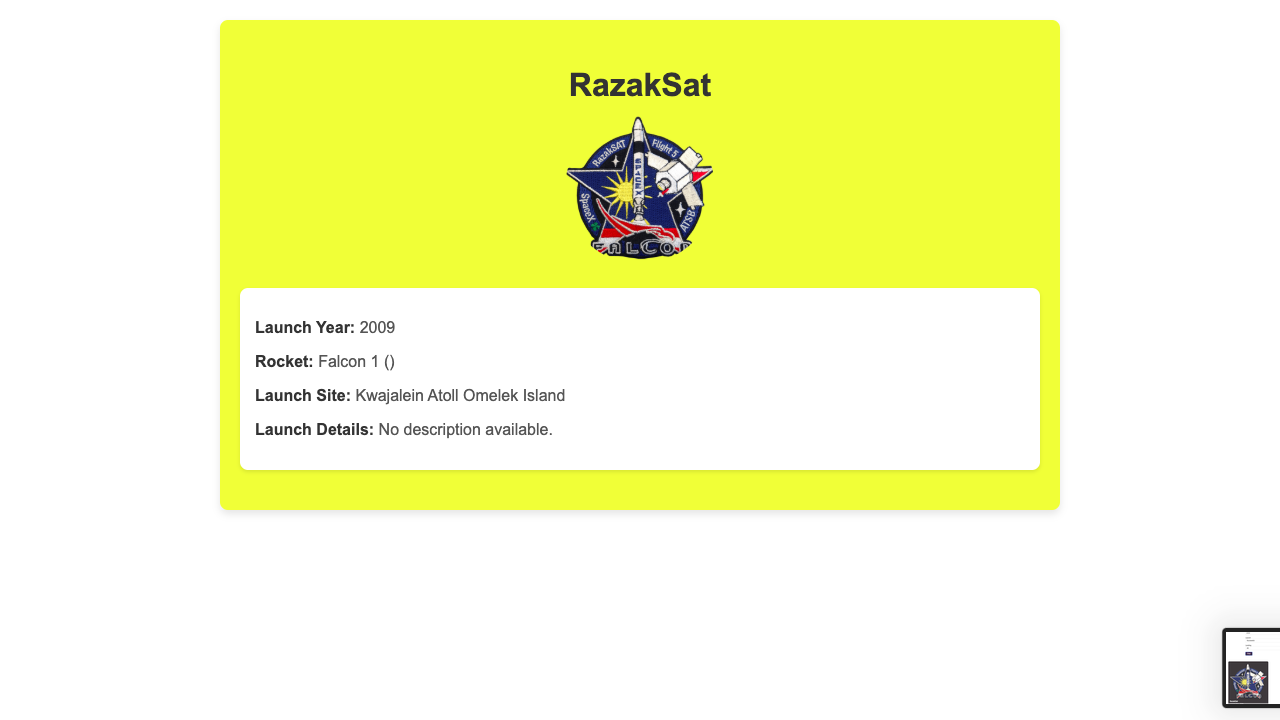 RazakSat
RazakSAT
Flight 5
SPACEX
SpaceX
ATSB
FALCON
Launch Year: 2009
Rocket: Falcon 1 ()
Launch Site: Kwajalein Atoll Omelek Island
Launch Details: No description available.